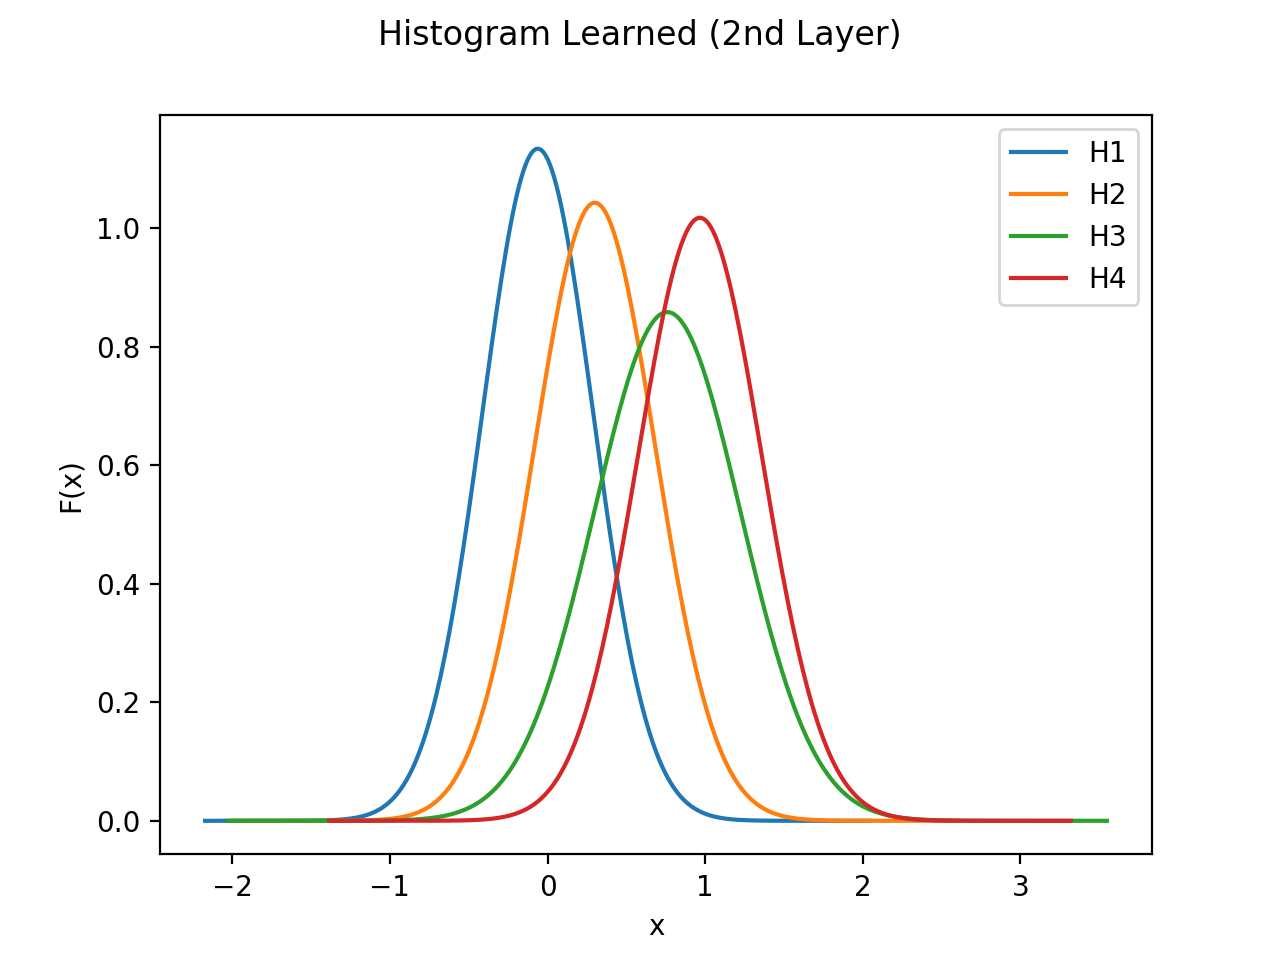 Histogram Learned (2nd Layer)
H1
H2
H3
H4
1.0
0.8
0.6
0.4
0.2
0.0
F(x)
−2 −1 0 1 2 3
x